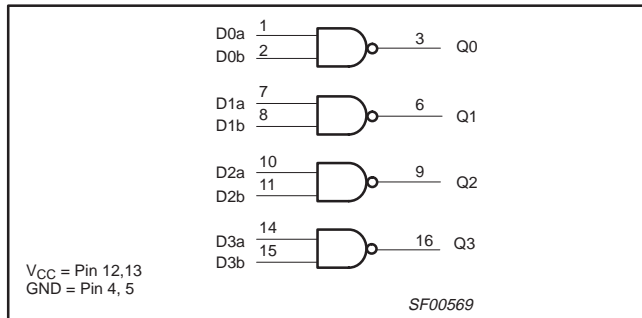 D0a 1
D0b 2
3 Q0
D1a 7
D1b 8
6 Q1
D2a 10
D2b 11
9 Q2
D3a 14
D3b 15
16 Q3
VCC = Pin 12,13
GND = Pin 4, 5
SF00569